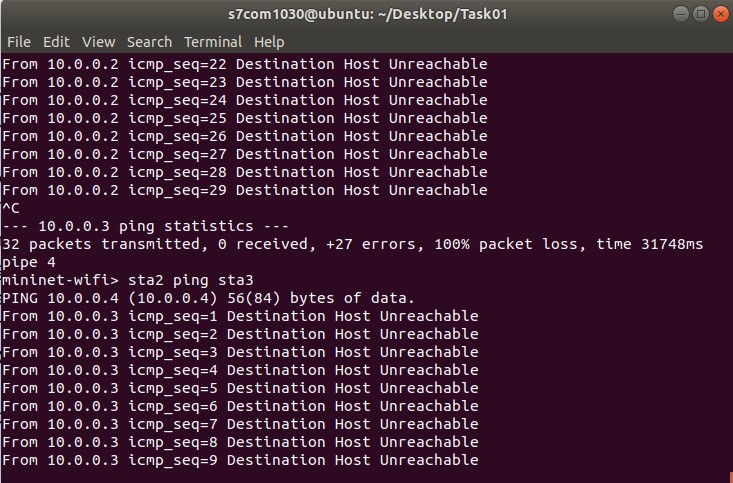 s7com1030@ubuntu: ~/Desktop/Task01
File Edit View Search Terminal Help
From 10.0.0.2 icmp_seq=22 Destination Host Unreachable
From 10.0.0.2 icmp_seq=23 Destination Host Unreachable
From 10.0.0.2 icmp_seq=24 Destination Host Unreachable
From 10.0.0.2 icmp_seq=25 Destination Host Unreachable
From 10.0.0.2 icmp_seq=26 Destination Host Unreachable
From 10.0.0.2 icmp_seq=27 Destination Host Unreachable
From 10.0.0.2 icmp_seq=28 Destination Host Unreachable
From 10.0.0.2 icmp_seq=29 Destination Host Unreachable
^C
--- 10.0.0.3 ping statistics ---
32 packets transmitted, 0 received, +27 errors, 100% packet loss, time 31748ms
pipe 4
mininet-wifi> sta2 ping sta3
PING 10.0.0.4 (10.0.0.4) 56(84) bytes of data.
From 10.0.0.3 icmp_seq=1 Destination Host Unreachable
From 10.0.0.3 icmp_seq=2 Destination Host Unreachable
From 10.0.0.3 icmp_seq=3 Destination Host Unreachable
From 10.0.0.3 icmp_seq=4 Destination Host Unreachable
From 10.0.0.3 icmp_seq=5 Destination Host Unreachable
From 10.0.0.3 icmp_seq=6 Destination Host Unreachable
From 10.0.0.3 icmp_seq=7 Destination Host Unreachable
From 10.0.0.3 icmp_seq=8 Destination Host Unreachable
From 10.0.0.3 icmp_seq=9 Destination Host Unreachable